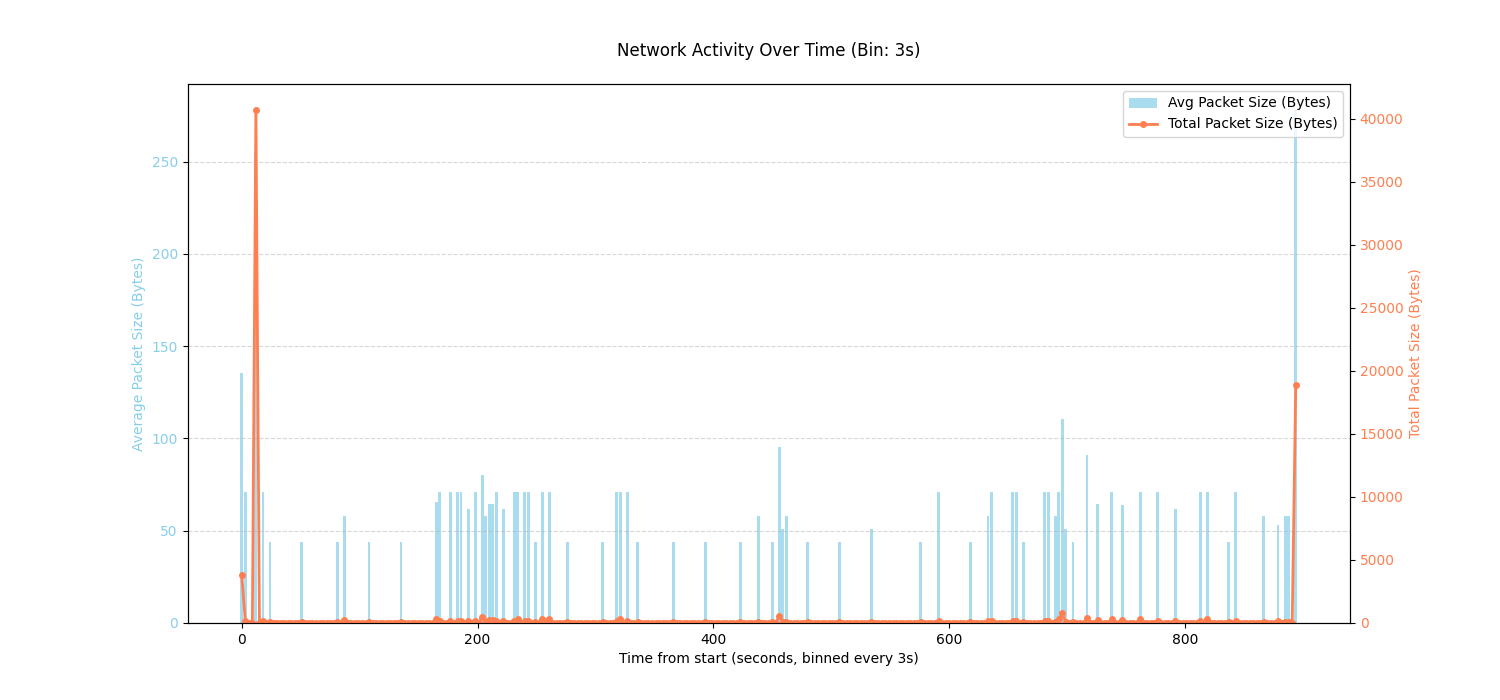 Network Activity Over Time (Bin: 3s)
Avg Packet Size (Bytes)
Total Packet Size (Bytes)
Average Packet Size (Bytes)
250
200
150
100
50
0
40000
35000
30000
25000
20000
15000
10000
5000
0
Total Packet Size (Bytes)
0 200 400 600 800
Time from start (seconds, binned every 3s)